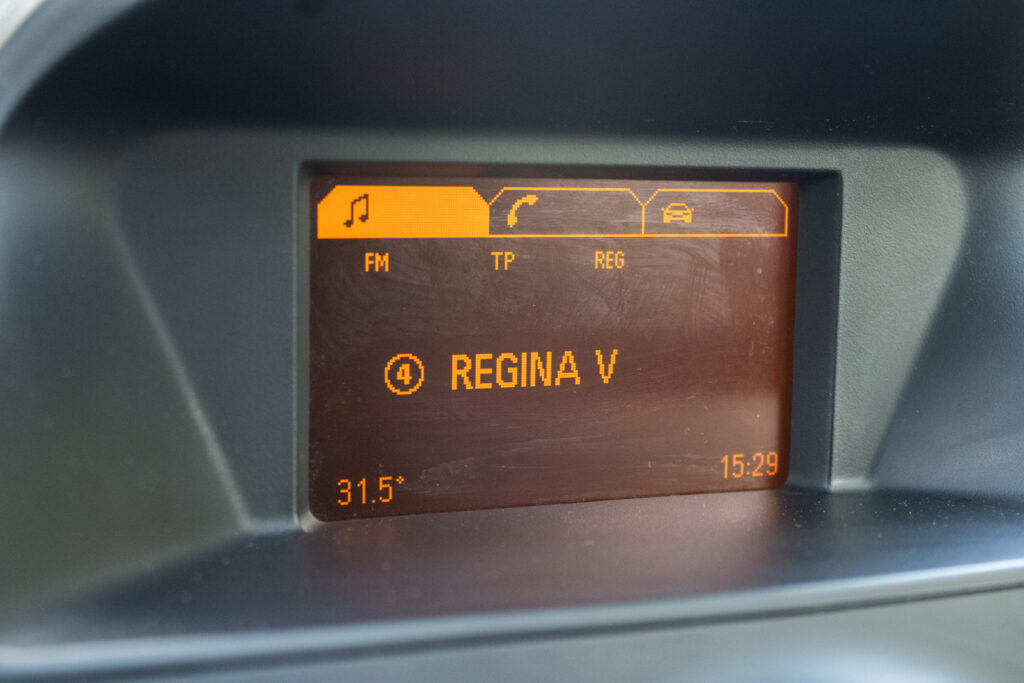 FM TP REG
④ REGINA V
31.5° 15:29